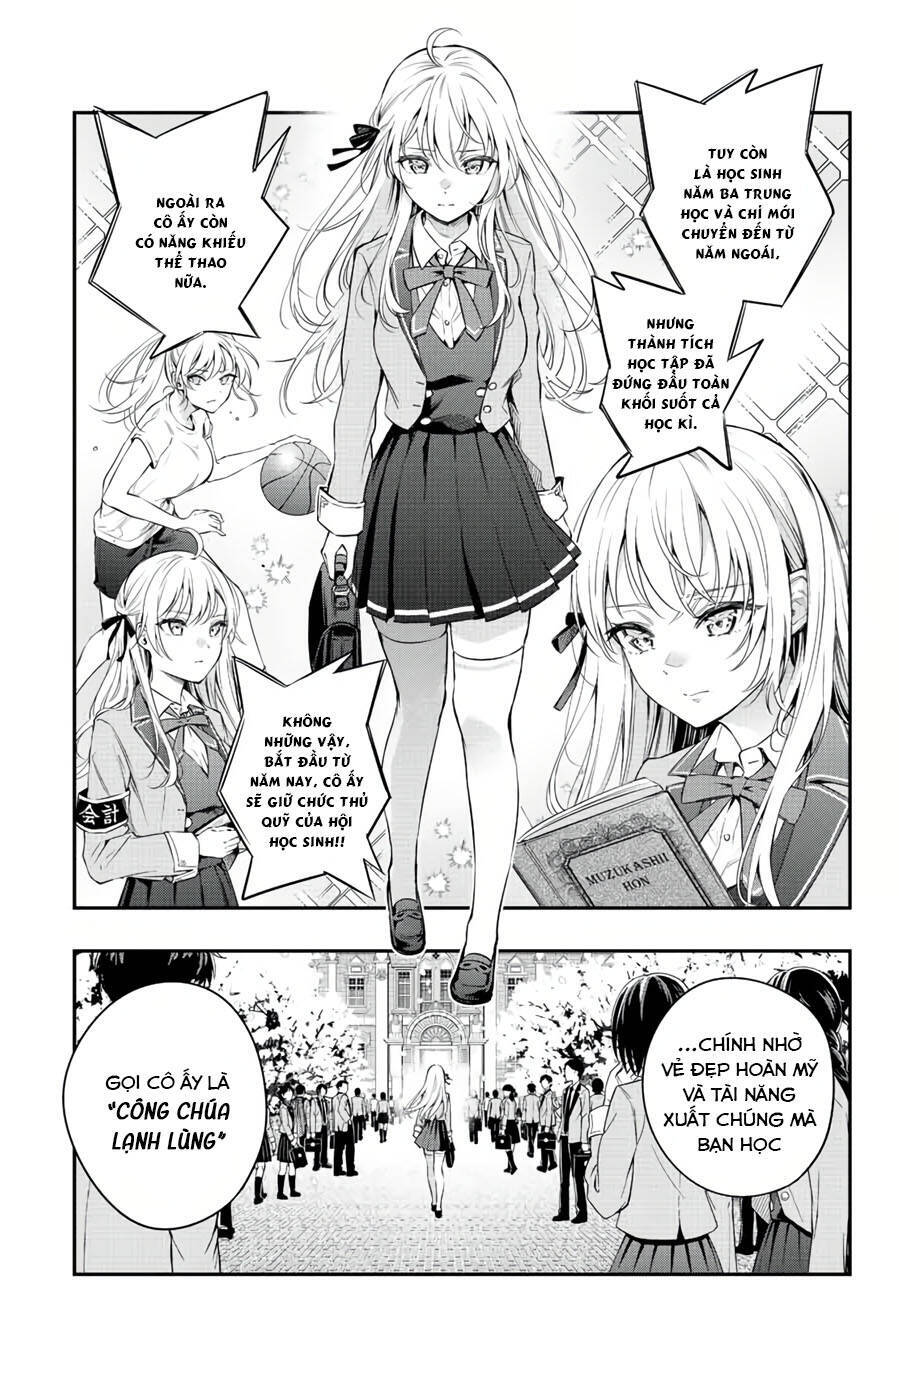 TUY CÒN
LÀ HỌC SINH
NĂM BA TRUNG
HỌC VÀ CHỈ MỚI
CHUYỂN ĐẾN TỪ
NĂM NGOÁI,
NHƯNG
THÀNH TÍCH
HỌC TẬP ĐÃ
ĐỨNG ĐẦU TOÀN
KHỐI SUỐT CẢ
HỌC KÌ.
NGOÀI RA
CÔ ẤY CÒN
CÓ NĂNG KHIẾU
THỂ THAO
NỮA.
MUZUKASHII
HON
KHÔNG
NHỮNG VẬY,
BẮT ĐẦU TỪ
NĂM NAY, CÔ ẤY
SẼ GIỮ CHỨC THỦ
QUỸ CỦA HỘI
HỌC SINH!!
会計
...CHÍNH NHỜ
VẺ ĐẸP HOÀN MỸ
VÀ TÀI NĂNG
XUẤT CHÚNG MÀ
BẠN HỌC
GỌI CÔ ẤY LÀ
"CÔNG CHÚA
LẠNH LÙNG"